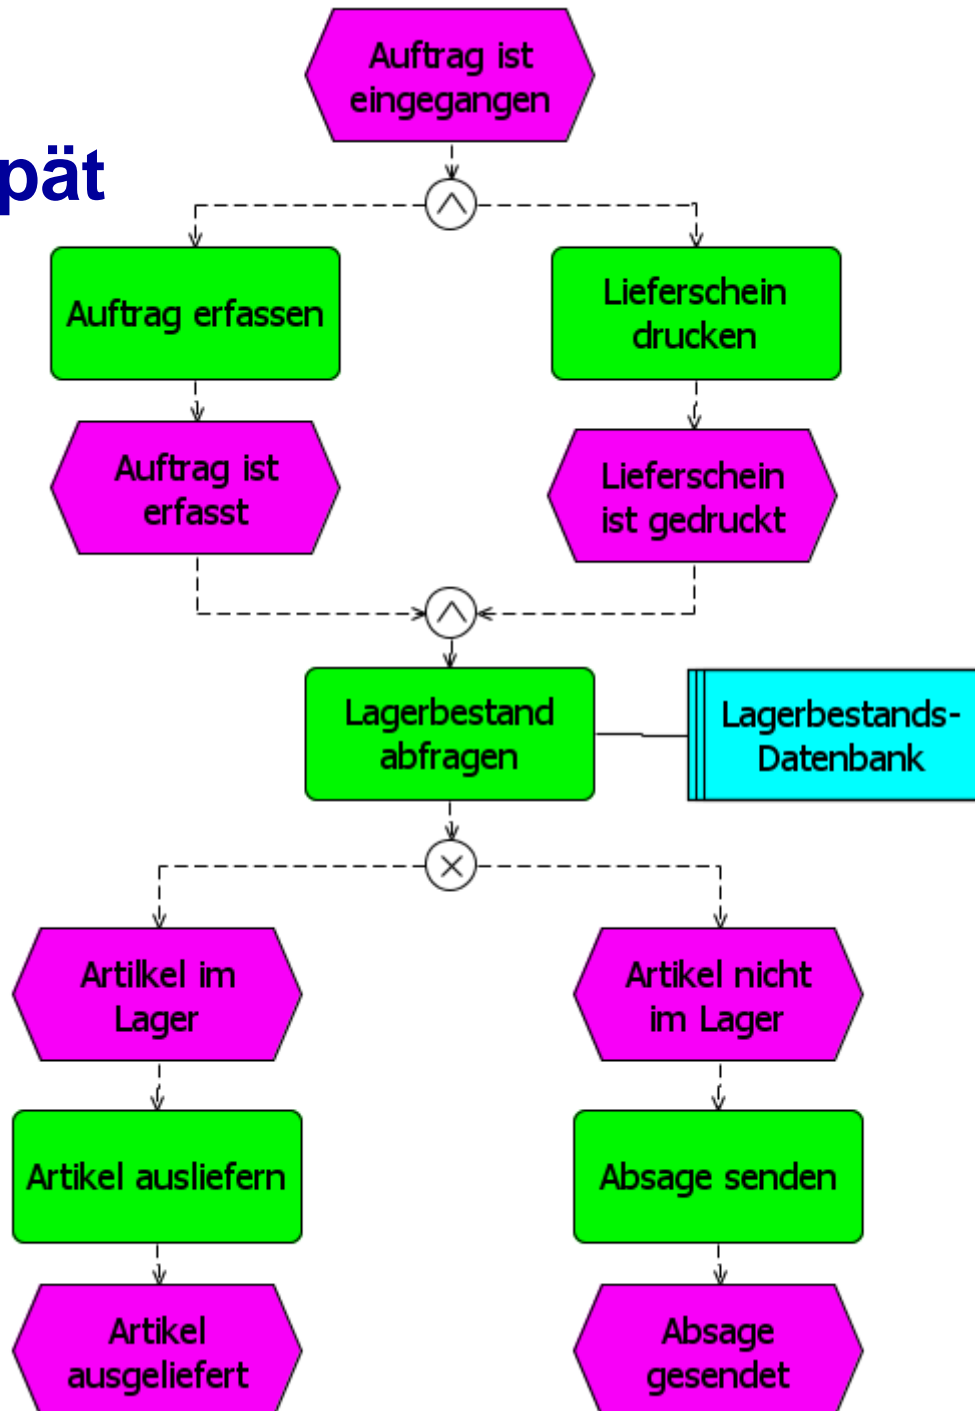 Auftrag ist
eingegangen
pät
Auftrag erfassen
Lieferschein
drucken
Auftrag ist
erfasst
Lieferschein
ist gedruckt
Lagerbestand
abfragen
Lagerbestands-
Datenbank
Artilkel im
Lager
Artikel nicht
im Lager
Artikel ausliefern
Absage senden
Artikel
ausgeliefert
Absage
gesendet